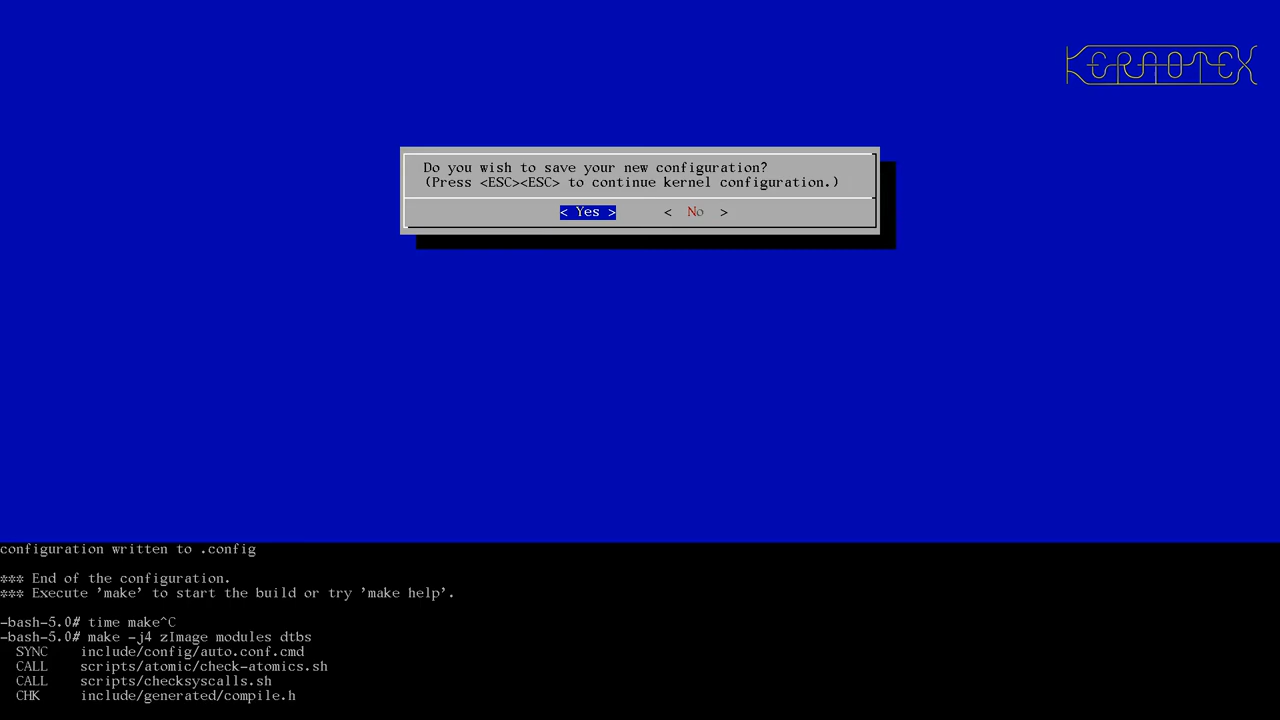 KERAOTEX
Do you wish to save your new configuration?
(Press <ESC><ESC> to continue kernel configuration.)
< Yes > < No >
configuration written to .config
*** End of the configuration.
*** Execute 'make' to start the build or try 'make help'.
-bash-5.0# time make^C
-bash-5.0# make -j4 zImage modules dtbs
SYNC include/config/auto.conf.cmd
CALL scripts/atomic/check-atomics.sh
CALL scripts/checksyscalls.sh
CHK include/generated/compile.h